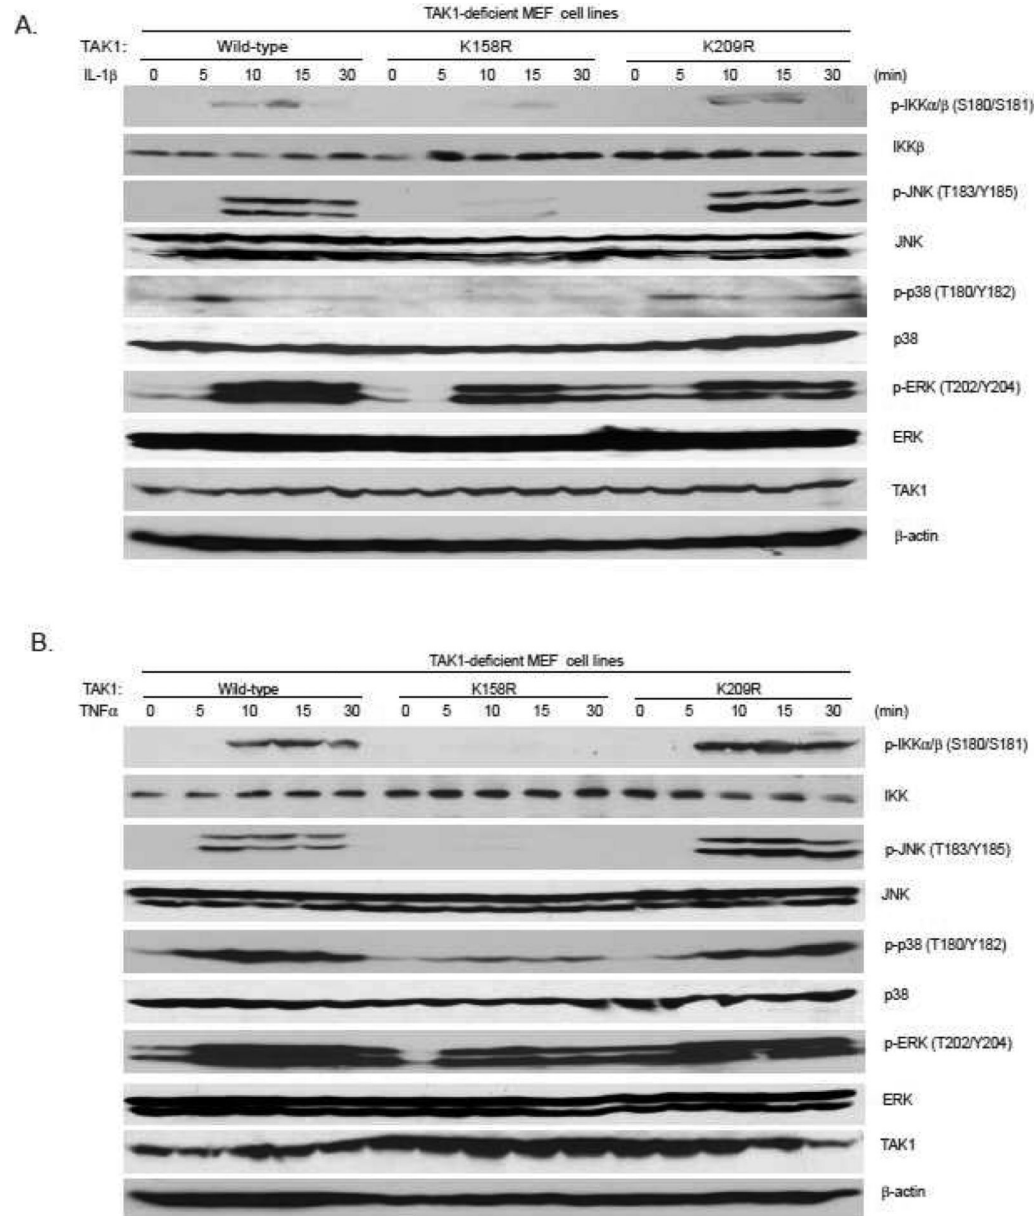 A.
TAK1-deficient MEF cell lines
TAK1: Wild-type K158R K209R
IL-1β 0 5 10 15 30 0 5 10 15 30 0 5 10 15 30 (min)
p-IKKα/β (S180/S181)
IKKβ
p-JNK (T183/Y185)
JNK
p-p38 (T180/Y182)
p38
p-ERK (T202/Y204)
ERK
TAK1
β-actin
B.
TAK1-deficient MEF cell lines
TAK1: Wild-type K158R K209R
TNFα 0 5 10 15 30 0 5 10 15 30 0 5 10 15 30 (min)
p-IKKα/β (S180/S181)
IKK
p-JNK (T183/Y185)
JNK
p-p38 (T180/Y182)
p38
p-ERK (T202/Y204)
ERK
TAK1
β-actin